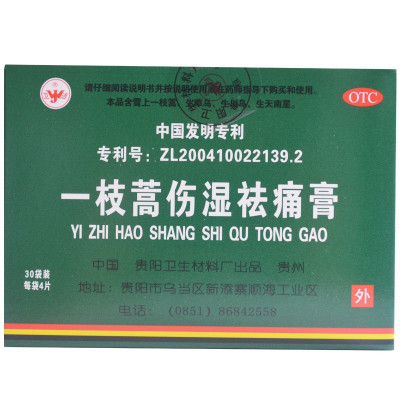 请仔细阅读说明书并按说明使用或在药师指导下购买和使用。
本品含雪上一枝蒿、生草乌、生川乌、生天南星。
OTC
中国发明专利
专利号：ZL200410022139.2
一枝蒿伤湿祛痛膏
YI ZHI HAO SHANG SHI QU TONG GAO
30袋装
每袋4片
中国 贵阳卫生材料厂出品 贵州
地址：贵阳市乌当区新添寨顺海工业区
电话：(0851) 86842558
外